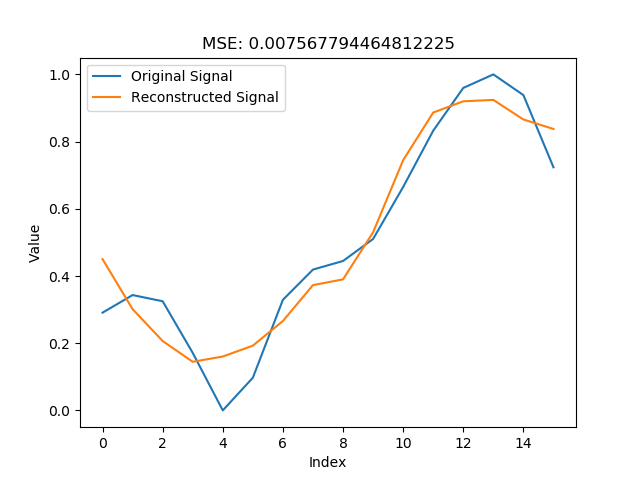 MSE: 0.007567794464812225
Original Signal
Reconstructed Signal
1.0
0.8
0.6
0.4
0.2
0.0
Value
0 2 4 6 8 10 12 14
Index